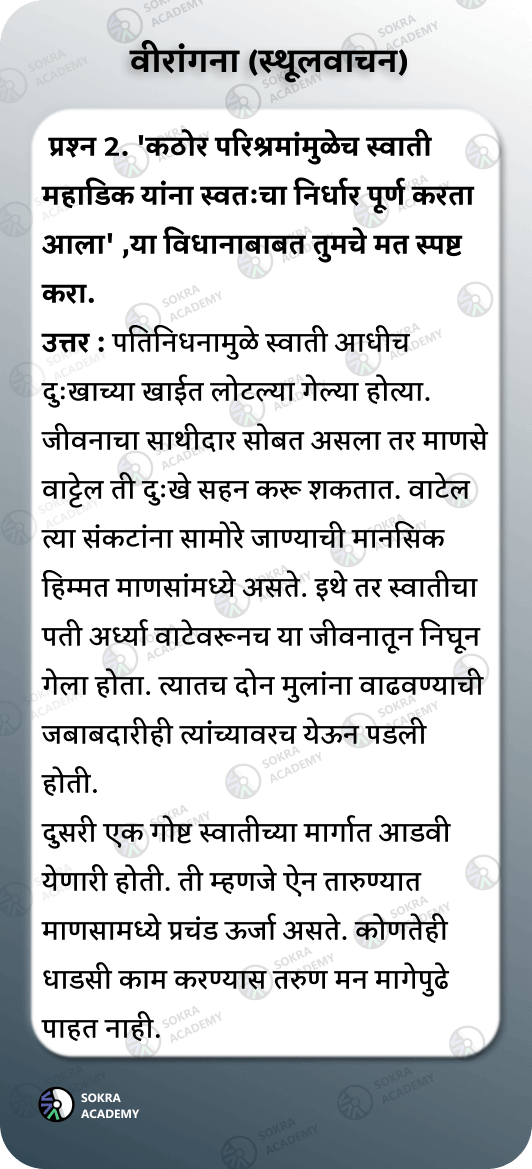 वीरांगना (स्थूलवाचन)
प्रश्न 2. 'कठोर परिश्रमांमुळेच स्वाती
महाडिक यांना स्वतःचा निर्धार पूर्ण करता
आला' ,या विधानाबाबत तुमचे मत स्पष्ट
करा.
उत्तर : पतिनिधनामुळे स्वाती आधीच
दुःखाच्या खाईत लोटल्या गेल्या होत्या.
जीवनाचा साथीदार सोबत असला तर माणसे
वाट्टेल ती दुःखे सहन करू शकतात. वाटेल
त्या संकटांना सामोरे जाण्याची मानसिक
हिम्मत माणसांमध्ये असते. इथे तर स्वातीचा
पती अर्ध्या वाटेवरूनच या जीवनातून निघून
गेला होता. त्यातच दोन मुलांना वाढवण्याची
जबाबदारीही त्यांच्यावरच येऊन पडली
होती.
दुसरी एक गोष्ट स्वातीच्या मार्गात आडवी
येणारी होती. ती म्हणजे ऐन तारुण्यात
माणसामध्ये प्रचंड ऊर्जा असते. कोणतेही
धाडसी काम करण्यास तरुण मन मागेपुढे
पाहत नाही.
SOKRA
ACADEMY